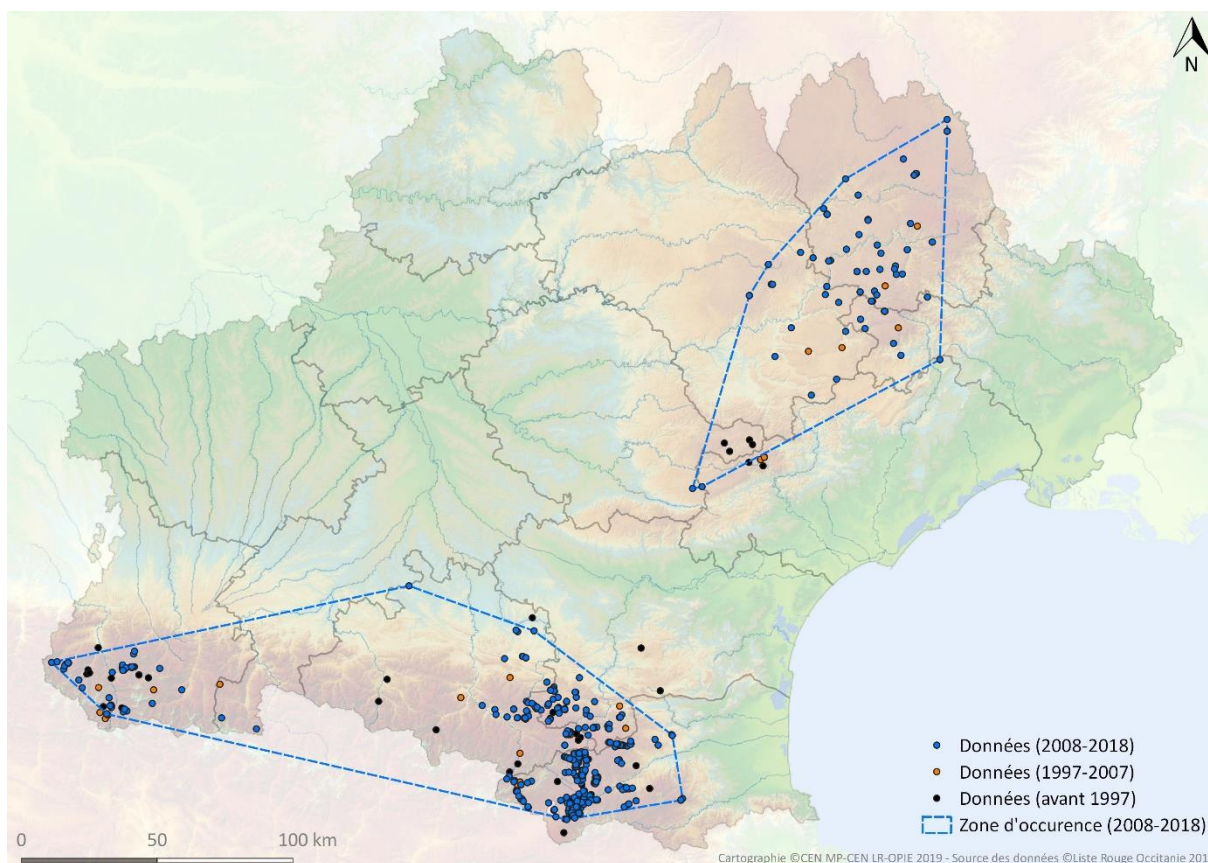 N
Données (2008-2018)
Données (1997-2007)
Données (avant 1997)
Zone d'occurence (2008-2018)
0 50 100 km
Cartographie ©CEN MP-CEN LR-OPIE 2019 - Source des données ©Liste Rouge Occitanie 201